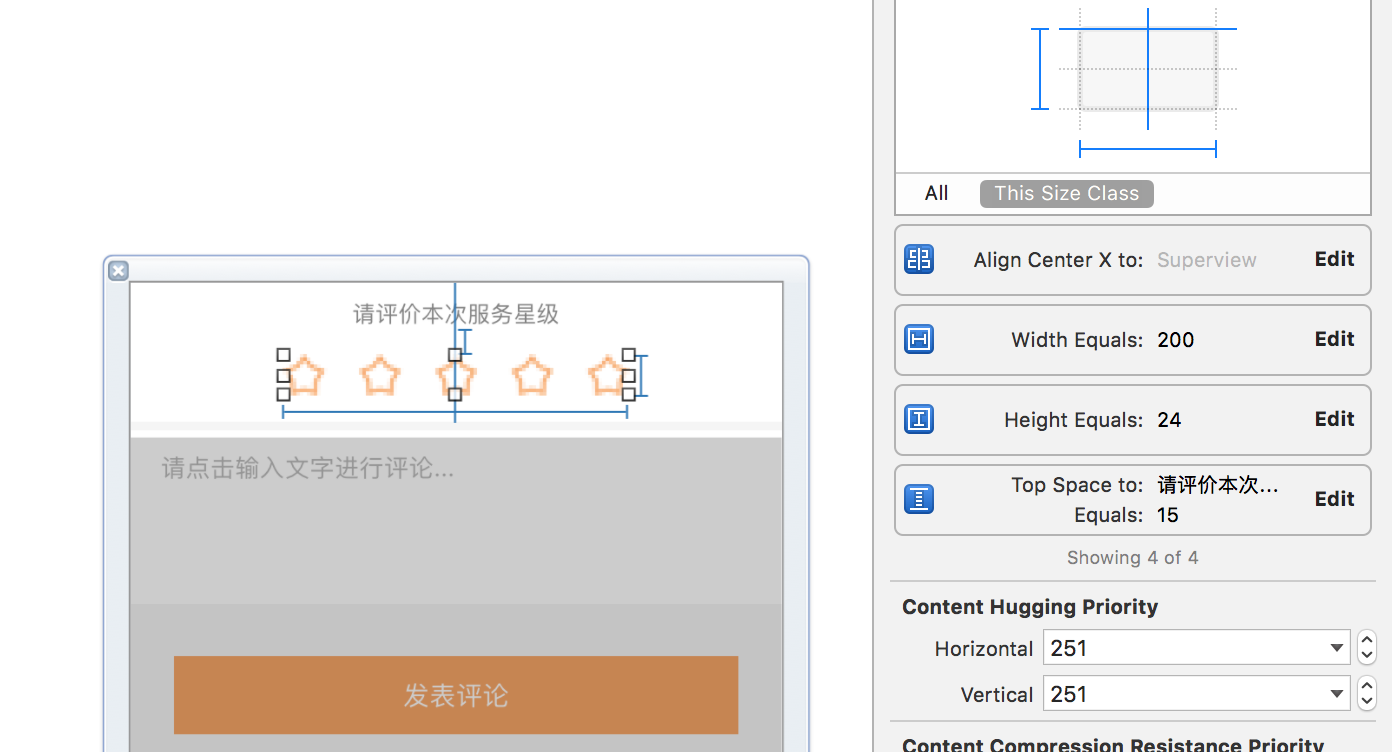 All This Size Class
Align Center X to: Superview Edit
Width Equals: 200 Edit
Height Equals: 24 Edit
Top Space to: 请评价本次... Edit
Equals: 15
Showing 4 of 4
Content Hugging Priority
Horizontal 251
Vertical 251
Content Compression Resistance Priority
请评价本次服务星级
请点击输入文字进行评论...
发表评论